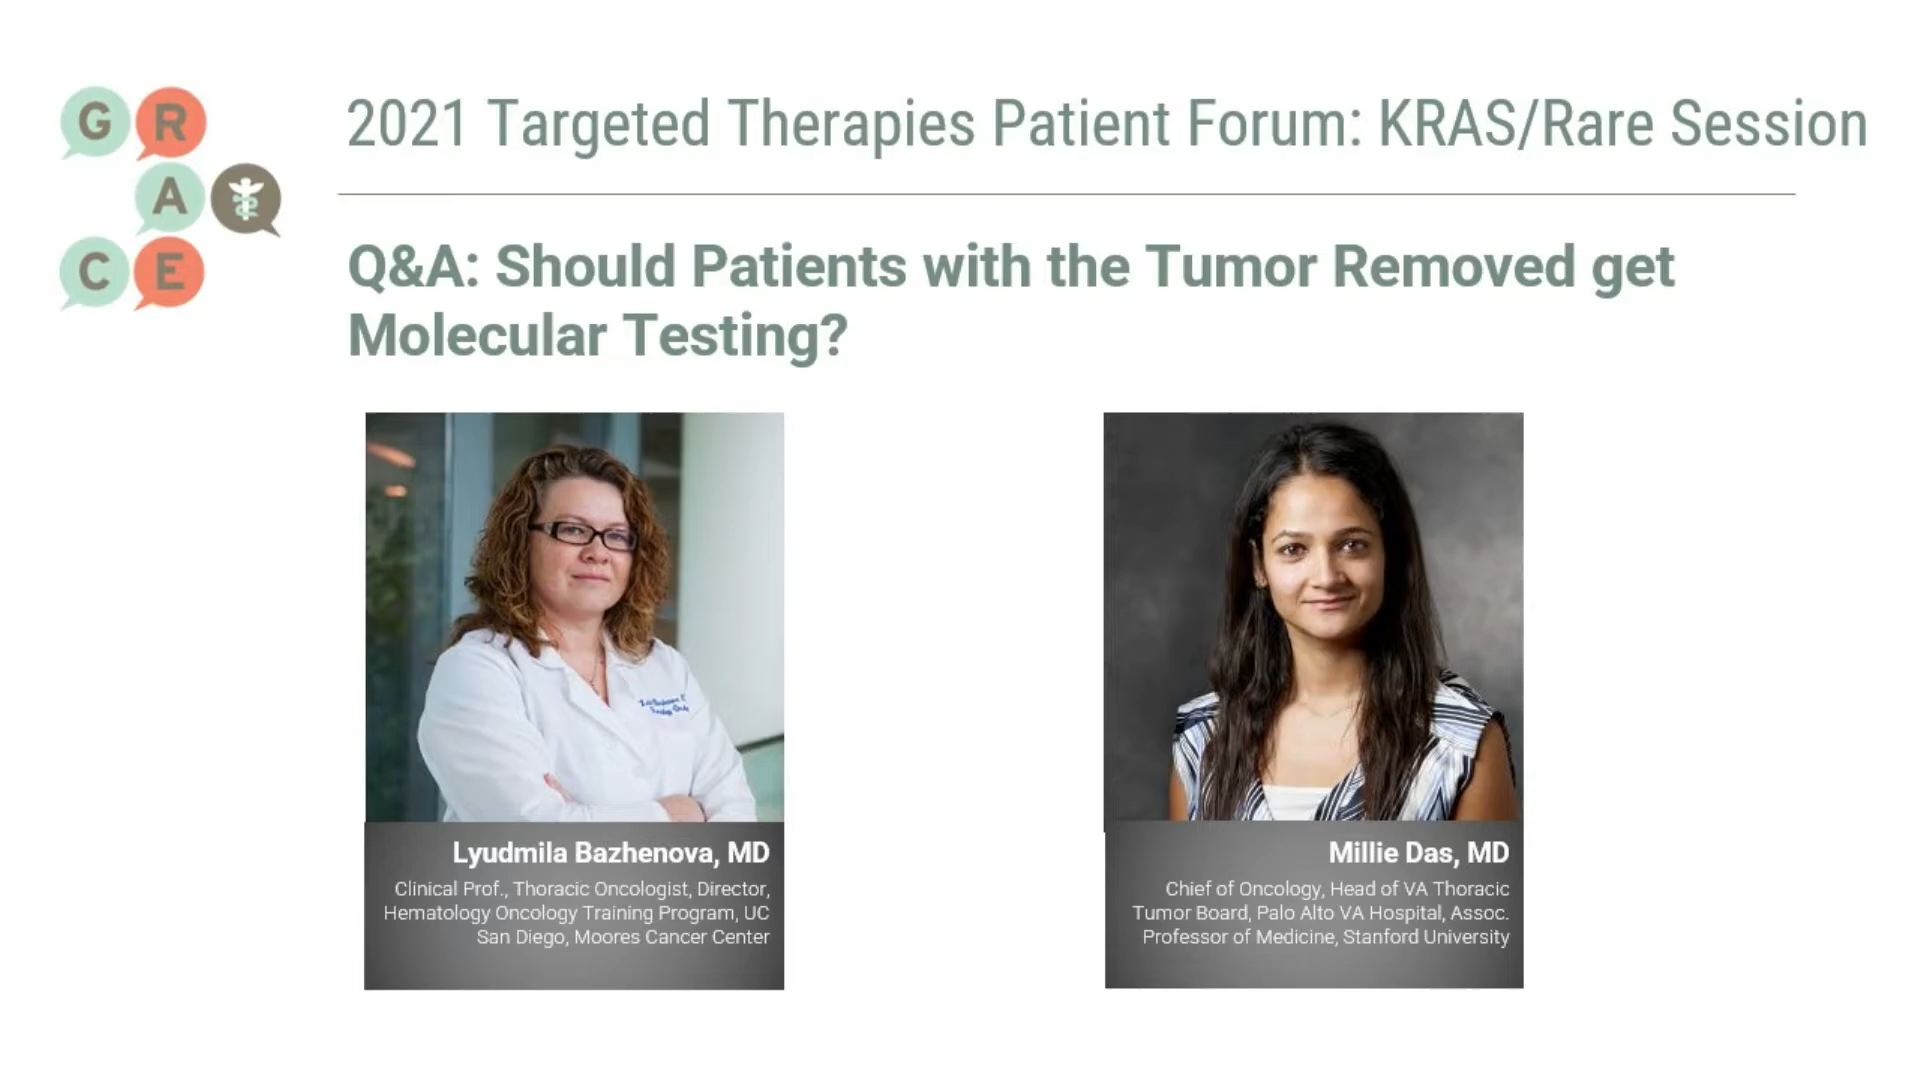 G R
A
C E
2021 Targeted Therapies Patient Forum: KRAS/Rare Session
Q&A: Should Patients with the Tumor Removed get
Molecular Testing?
Lyudmila Bazhenova, MD
Clinical Prof., Thoracic Oncologist, Director,
Hematology Oncology Training Program, UC
San Diego, Moores Cancer Center
Millie Das, MD
Chief of Oncology, Head of VA Thoracic
Tumor Board, Palo Alto VA Hospital, Assoc.
Professor of Medicine, Stanford University